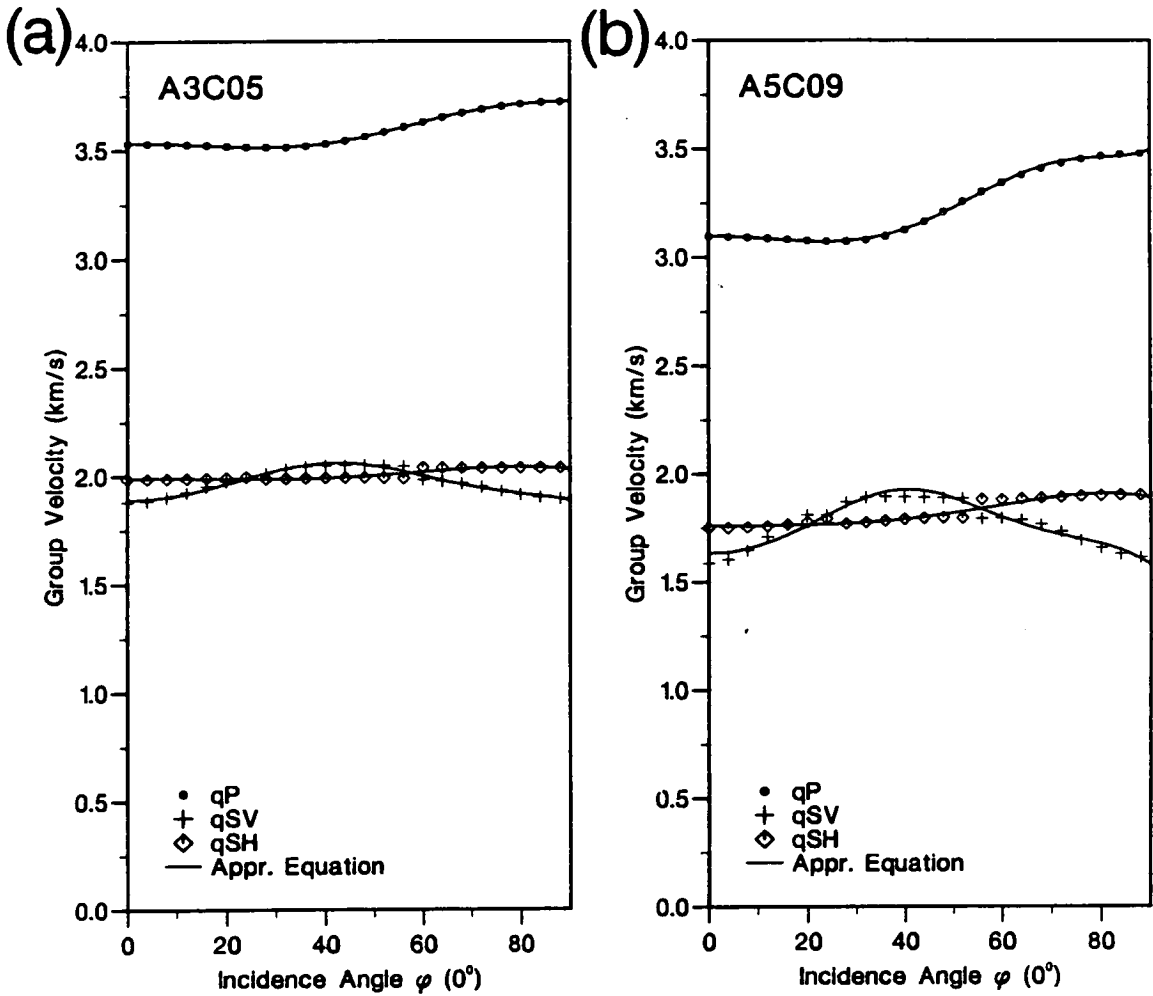 (a)
A3C05
4.0
3.5
3.0
2.5
2.0
1.5
1.0
0.5
0.0
Group Velocity (km/s)
qP
qSV
qSH
Appr. Equation
0 20 40 60 80
Incidence Angle φ (0⁰)
(b)
A5C09
4.0
3.5
3.0
2.5
2.0
1.5
1.0
0.5
0.0
Group Velocity (km/s)
qP
qSV
qSH
Appr. Equation
0 20 40 60 80
Incidence Angle φ (0⁰)